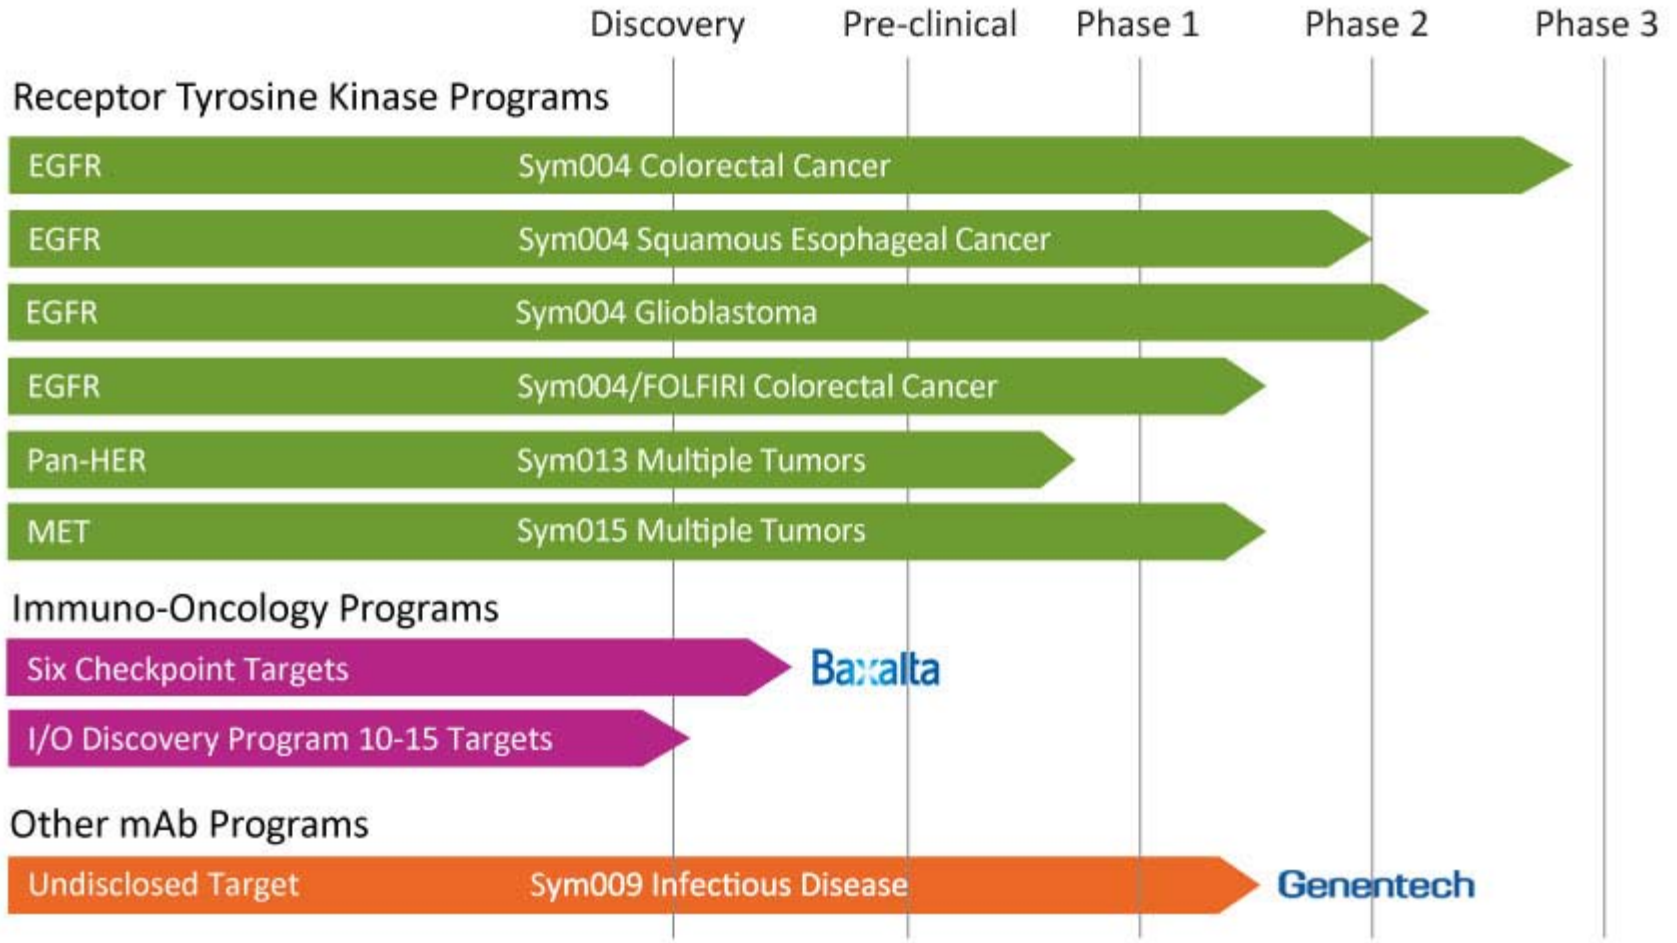 Discovery Pre-clinical Phase 1 Phase 2 Phase 3
Receptor Tyrosine Kinase Programs
EGFR Sym004 Colorectal Cancer
EGFR Sym004 Squamous Esophageal Cancer
EGFR Sym004 Glioblastoma
EGFR Sym004/FOLFIRI Colorectal Cancer
Pan-HER Sym013 Multiple Tumors
MET Sym015 Multiple Tumors
Immuno-Oncology Programs
Six Checkpoint Targets Baxalta
I/O Discovery Program 10-15 Targets
Other mAb Programs
Undisclosed Target Sym009 Infectious Disease Genentech